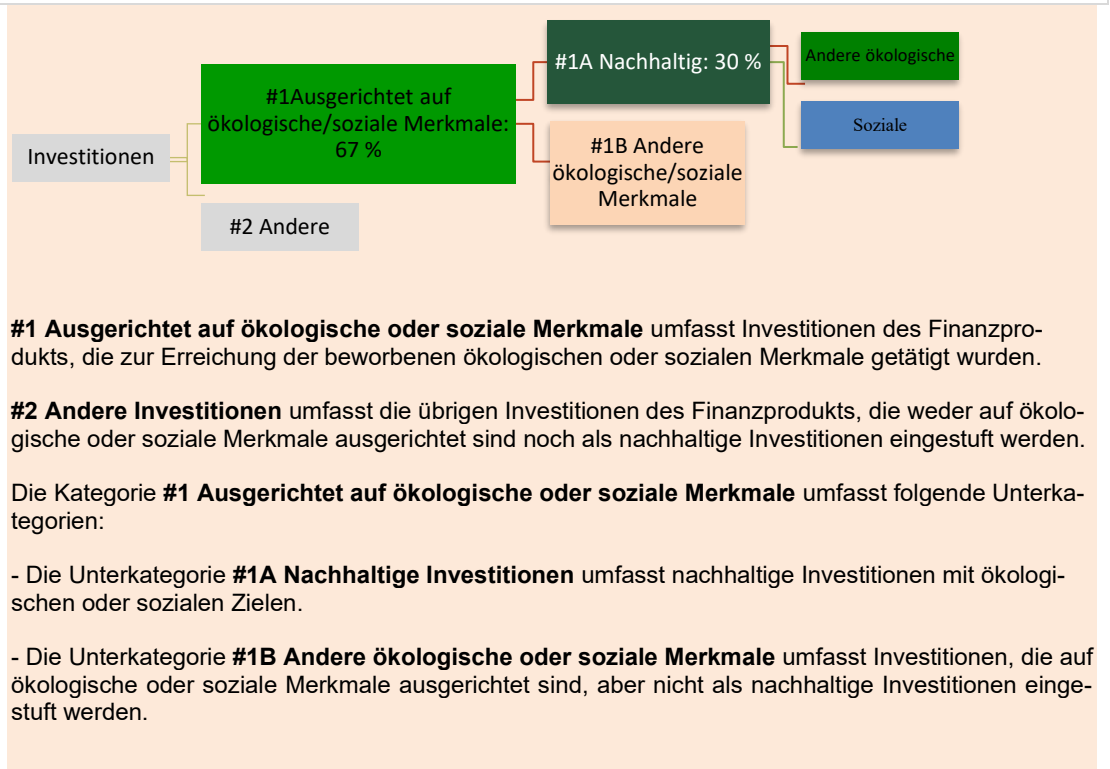 #1A Nachhaltig: 30 %
Andere ökologische
#1Ausgerichtet auf
ökologische/soziale Merkmale:
67 %
Soziale
Investitionen
#1B Andere
ökologische/soziale
Merkmale
#2 Andere
#1 Ausgerichtet auf ökologische oder soziale Merkmale umfasst Investitionen des Finanzpro-
dukts, die zur Erreichung der beworbenen ökologischen oder sozialen Merkmale getätigt wurden.
#2 Andere Investitionen umfasst die übrigen Investitionen des Finanzprodukts, die weder auf ökolo-
gische oder soziale Merkmale ausgerichtet sind noch als nachhaltige Investitionen eingestuft werden.
Die Kategorie #1 Ausgerichtet auf ökologische oder soziale Merkmale umfasst folgende Unterka-
tegorien:
- Die Unterkategorie #1A Nachhaltige Investitionen umfasst nachhaltige Investitionen mit ökologi-
schen oder sozialen Zielen.
- Die Unterkategorie #1B Andere ökologische oder soziale Merkmale umfasst Investitionen, die auf
ökologische oder soziale Merkmale ausgerichtet sind, aber nicht als nachhaltige Investitionen einge-
stuft werden.